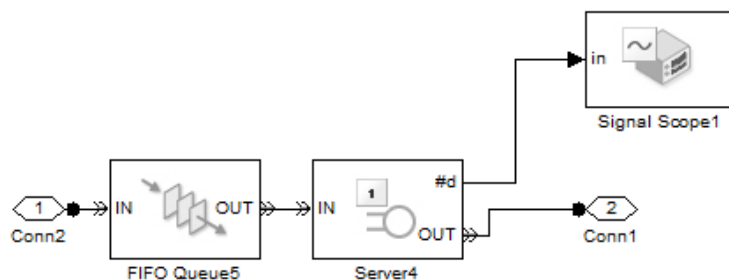 in
Signal Scope1
1
Conn2
IN
OUT
FIFO Queue5
IN
1
#d
OUT
Server4
2
Conn1